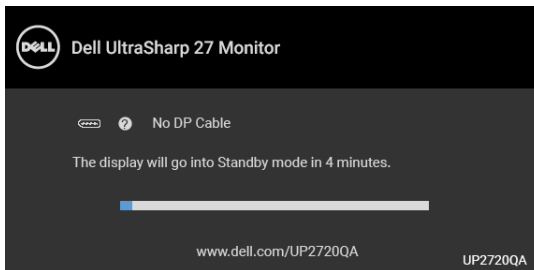 DELL Dell UltraSharp 27 Monitor
? No DP Cable
The display will go into Standby mode in 4 minutes.
www.dell.com/UP2720QA
UP2720QA